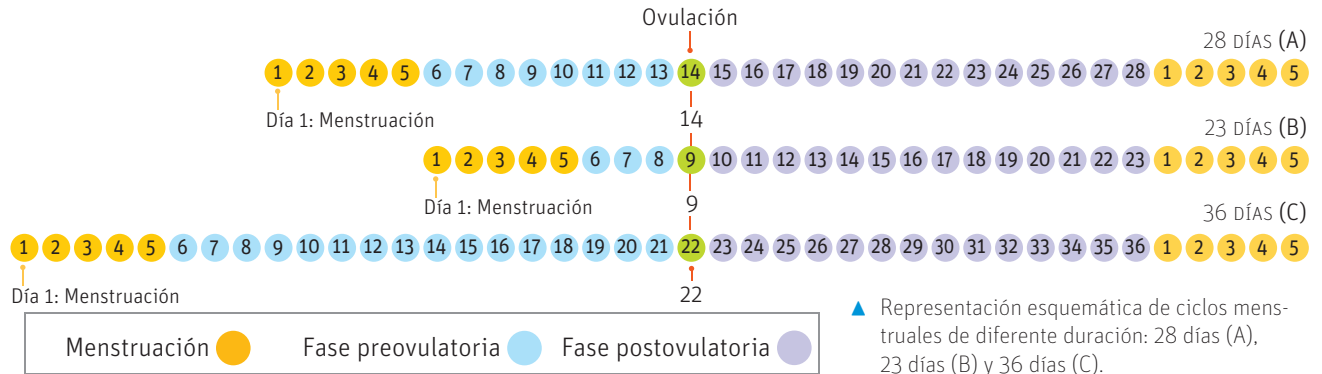 Ovulación
28 DÍAS (A)
1 2 3 4 5 6 7 8 9 10 11 12 13 14 15 16 17 18 19 20 21 22 23 24 25 26 27 28 1 2 3 4 5
Día 1: Menstruación
14
23 DÍAS (B)
1 2 3 4 5 6 7 8 9 10 11 12 13 14 15 16 17 18 19 20 21 22 23 1 2 3 4 5
Día 1: Menstruación
9
36 DÍAS (C)
1 2 3 4 5 6 7 8 9 10 11 12 13 14 15 16 17 18 19 20 21 22 23 24 25 26 27 28 29 30 31 32 33 34 35 36 1 2 3 4 5
Día 1: Menstruación
22
Menstruación Fase preovulatoria Fase postovulatoria
▲ Representación esquemática de ciclos mens-
truales de diferente duración: 28 días (A),
23 días (B) y 36 días (C).